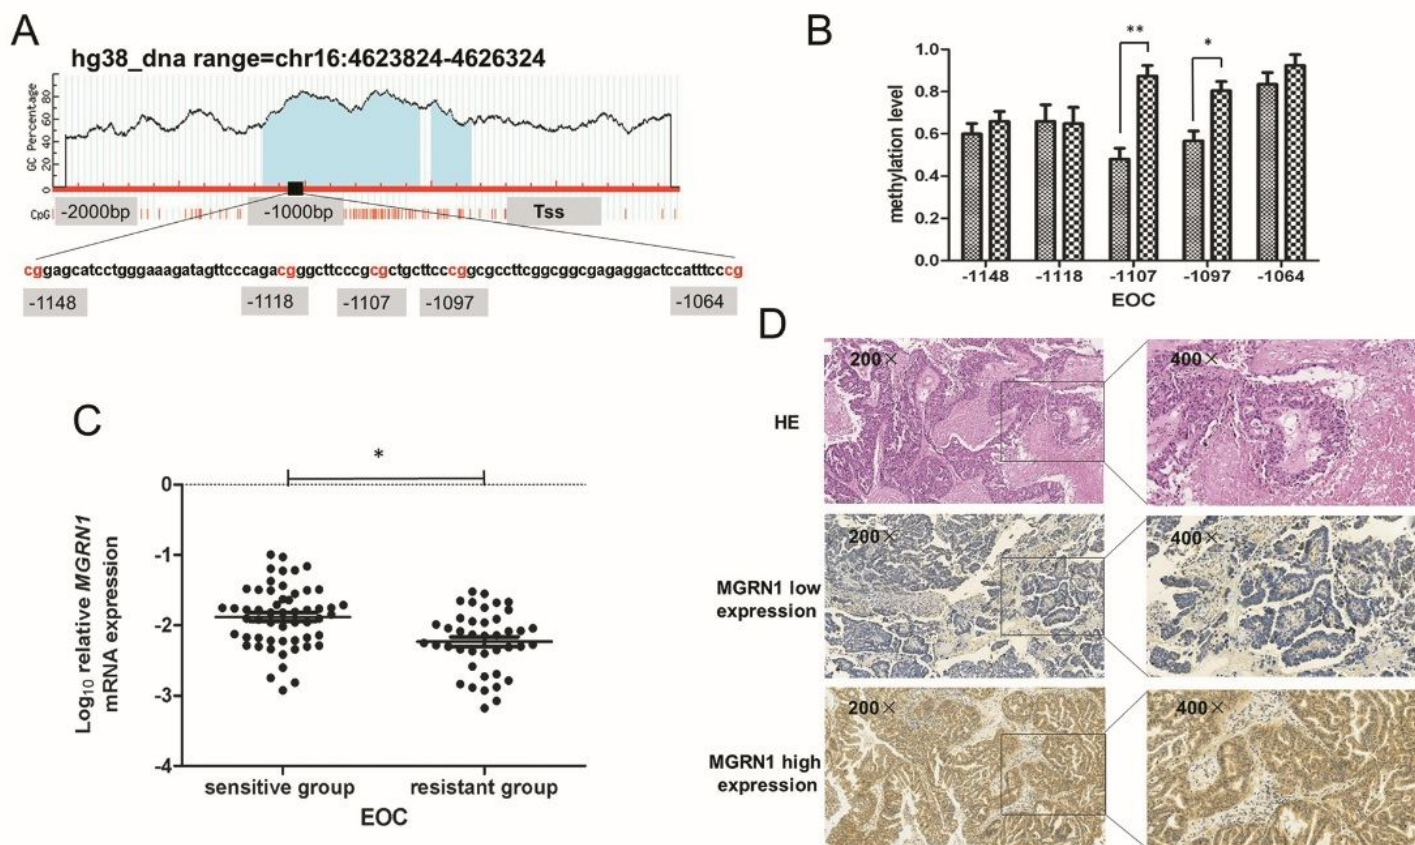 A
hg38_dna range=chr16:4623824-4626324
GC Percentage
80
60
40
20
0
CpG
-2000bp
-1000bp
Tss
cggagcatcctgggaaagatagttcccagacgggcttcccgcgctgcttcccggcgccttcggcggcgagaggactccatttcccg
-1148
-1118
-1107
-1097
-1064
B
methylation level
1.0
0.8
0.6
0.4
0.2
0.0
**
*
-1148
-1118
-1107
-1097
-1064
EOC
C
Log10 relative MGRN1
mRNA expression
*
0
-1
-2
-3
-4
sensitive group
resistant group
EOC
D
HE
200×
400×
MGRN1 low
expression
200×
400×
MGRN1 high
expression
200×
400×